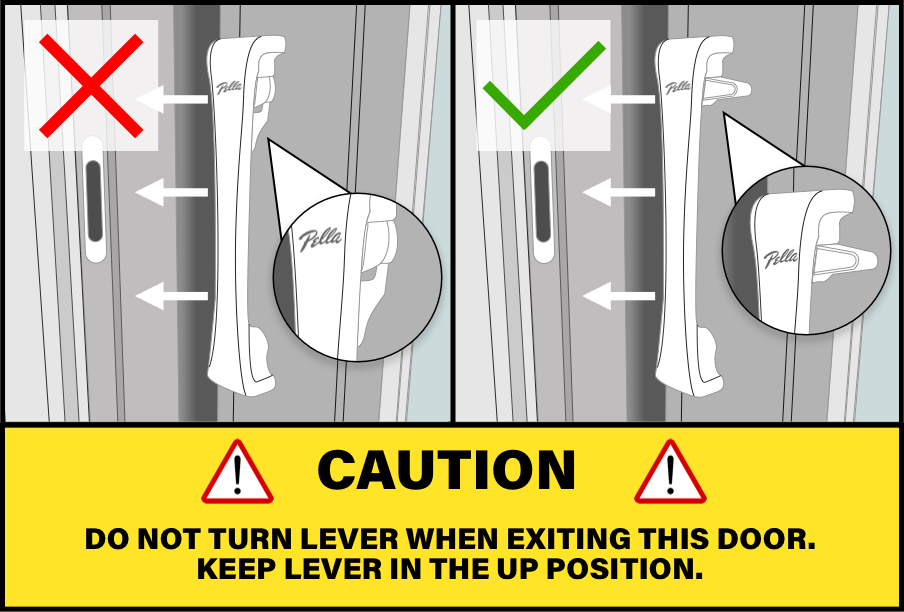 Pella
Pella
Pella
Pella
CAUTION
DO NOT TURN LEVER WHEN EXITING THIS DOOR.
KEEP LEVER IN THE UP POSITION.